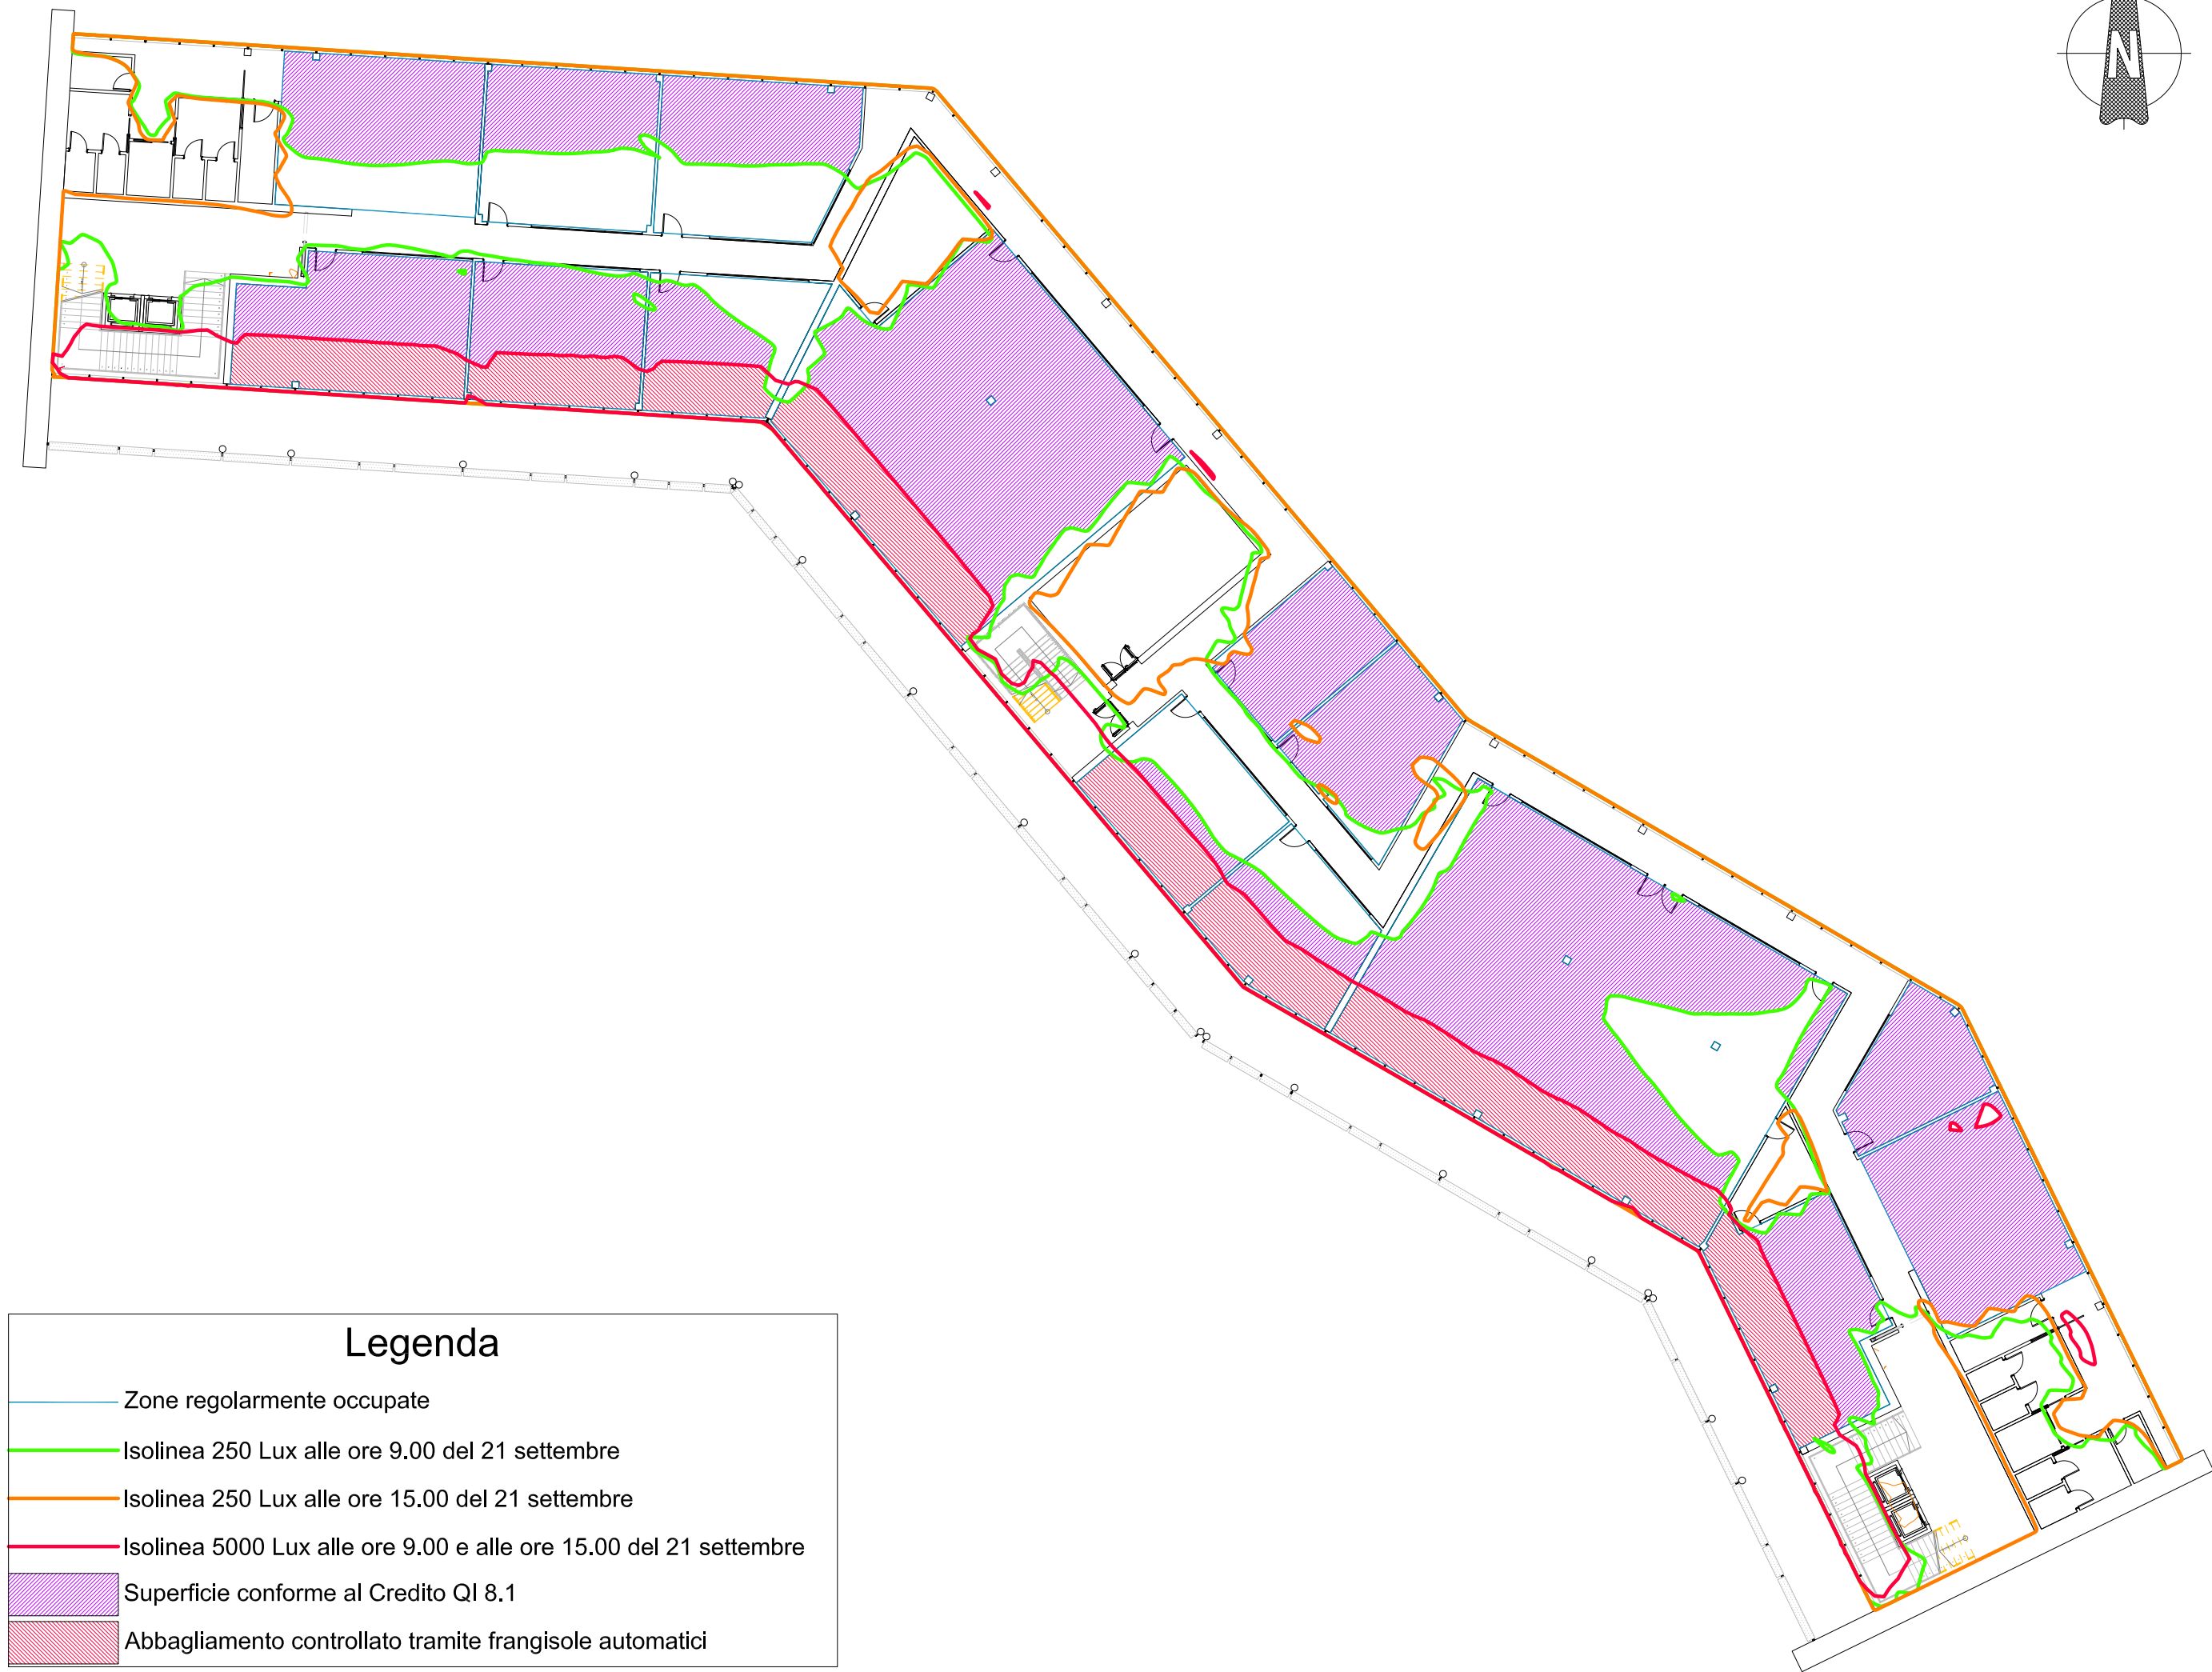 N
Legenda
Zone regolarmente occupate
Isolinea 250 Lux alle ore 9.00 del 21 settembre
Isolinea 250 Lux alle ore 15.00 del 21 settembre
Isolinea 5000 Lux alle ore 9.00 e alle ore 15.00 del 21 settembre
Superficie conforme al Credito QI 8.1
Abbagliamento controllato tramite frangisole automatici